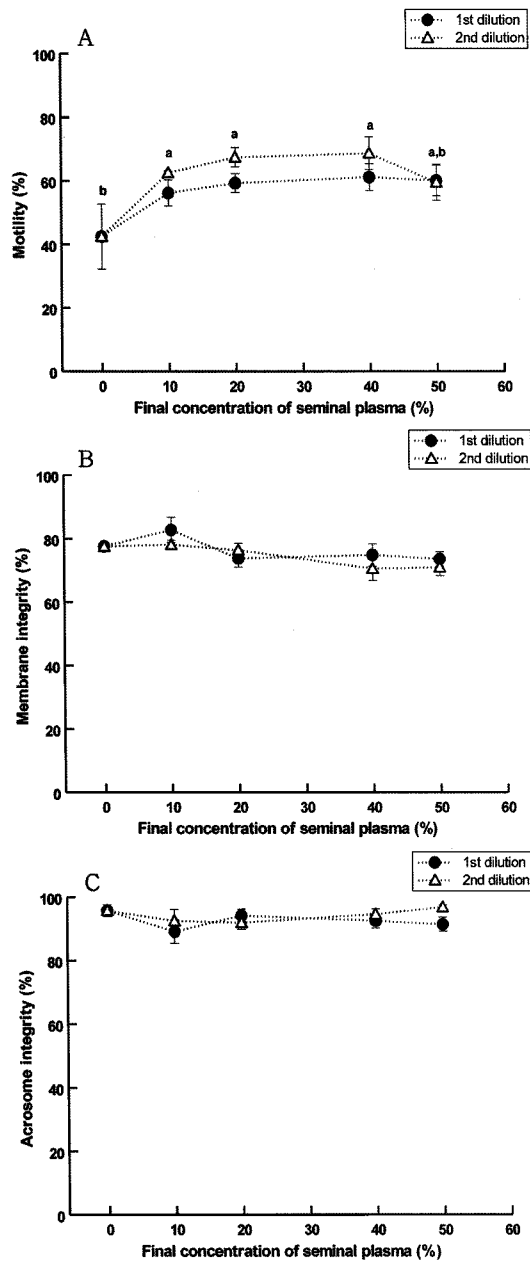 A
1st dilution
2nd dilution
100
80
60
40
20
0
b
a
a
a
a,b
Motility (%)
0 10 20 30 40 50 60
Final concentration of seminal plasma (%)
B
1st dilution
2nd dilution
100
80
60
40
20
0
Membrane integrity (%)
0 10 20 30 40 50 60
Final concentration of seminal plasma (%)
C
1st dilution
2nd dilution
100
80
60
40
20
0
Acrosome integrity (%)
0 10 20 30 40 50 60
Final concentration of seminal plasma (%)